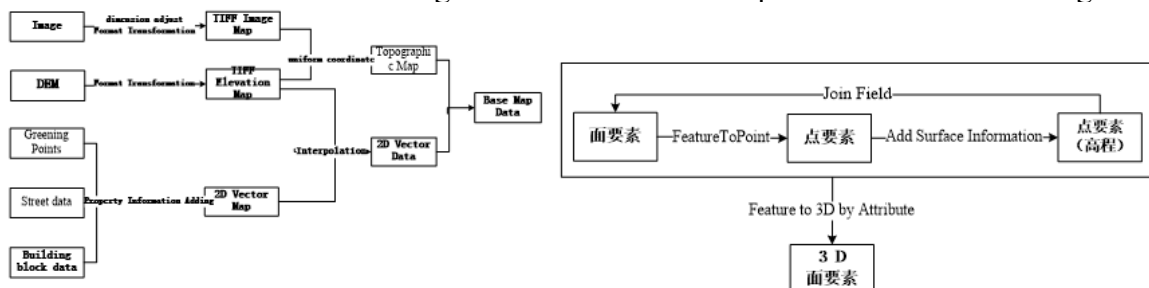 Image
dimension adjust
Format Transformation
TIFF Image
Map
DEM
Format Transformation
TIFF
Elevation
Map
uniform coordinate
Topographi
c Map
Greening
Points
Street data
Building
block data
Property Information Adding
2D Vector
Map
Interpolation
2D Vector
Data
Base Map
Data
Join Field
面要素
FeatureToPoint
点要素
Add Surface Information
点要素
(高程)
Feature to 3D by Attribute
3 D
面要素